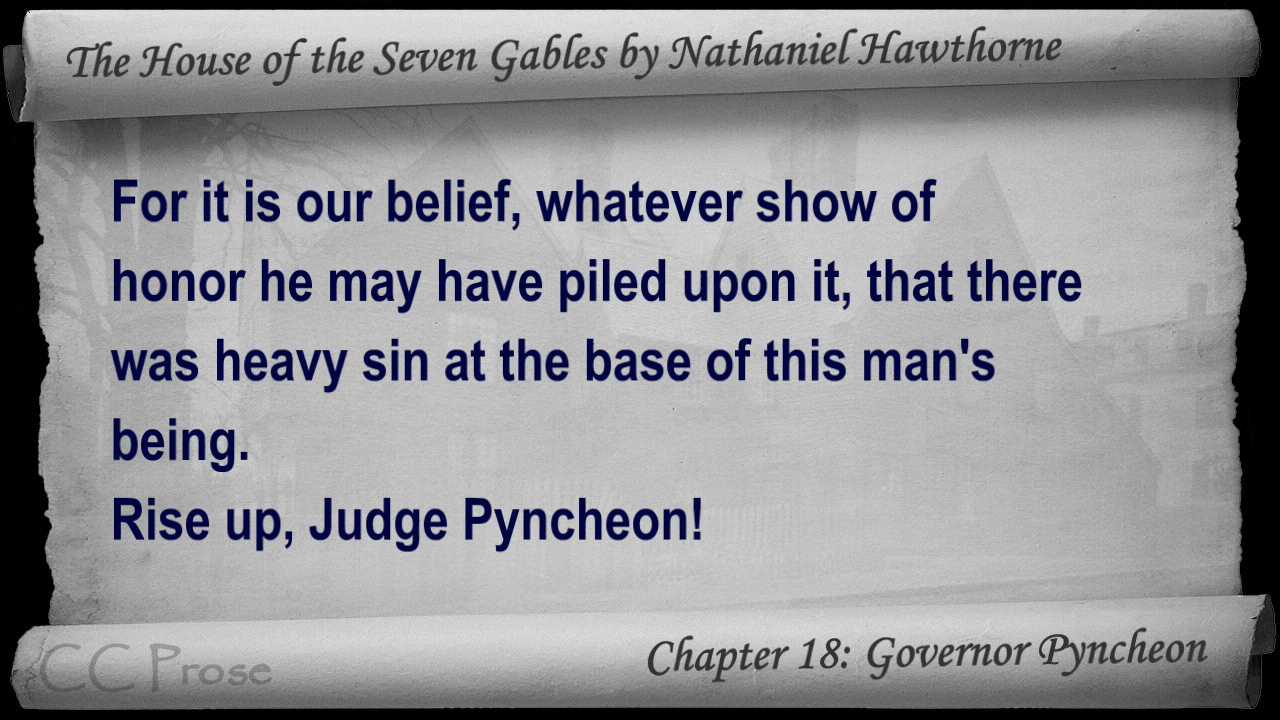 The House of the Seven Gables by Nathaniel Hawthorne
For it is our belief, whatever show of
honor he may have piled upon it, that there
was heavy sin at the base of this man's
being.
Rise up, Judge Pyncheon!
CC Prose
Chapter 18: Governor Pyncheon